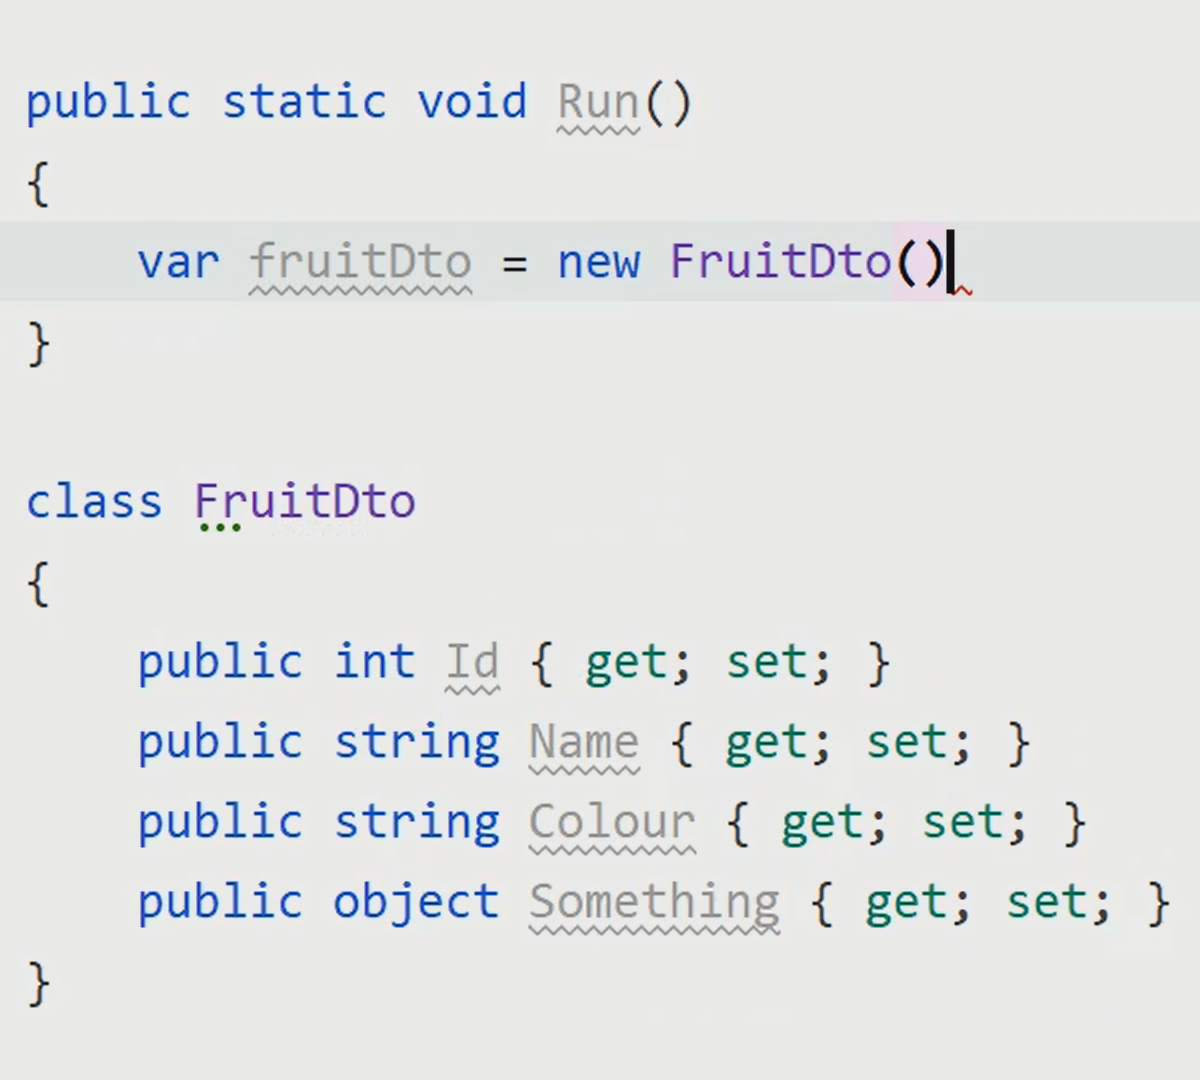 public static void Run()
{
    var fruitDto = new FruitDto()
}
class FruitDto
{
    public int Id { get; set; }
    public string Name { get; set; }
    public string Colour { get; set; }
    public object Something { get; set; }
}